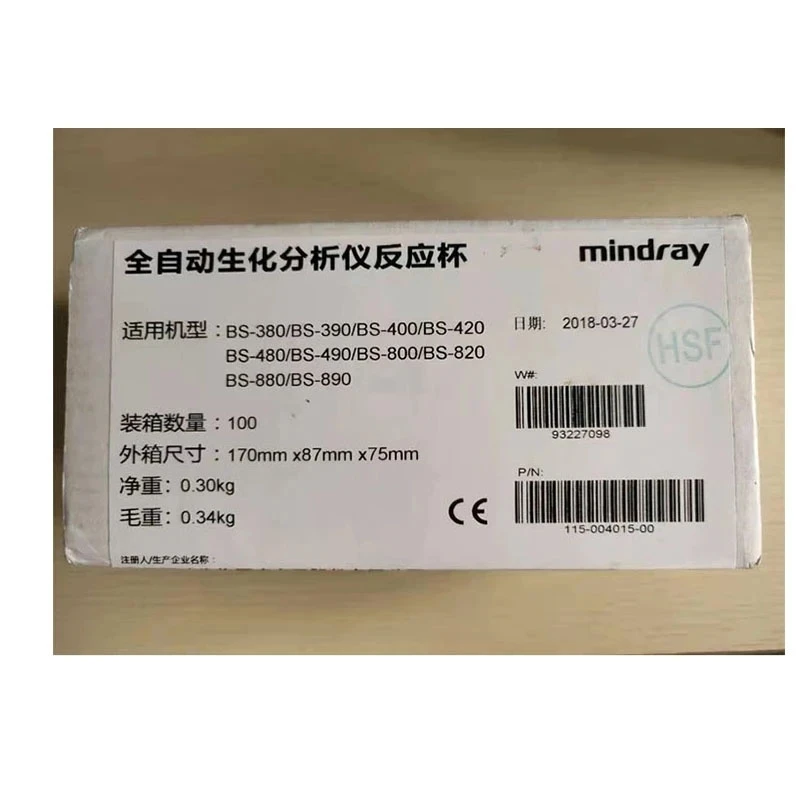 全自动生化分析仪反应杯
mindray
适用机型：BS-380/BS-390/BS-400/BS-420
BS-480/BS-490/BS-800/BS-820
BS-880/BS-890
日期: 2018-03-27
HSF
W#:
93227098
装箱数量：100
外箱尺寸：170mm x87mm x75mm
净重：0.30kg
毛重：0.34kg
CE
P/N:
115-004015-00
注册人/生产企业名称：